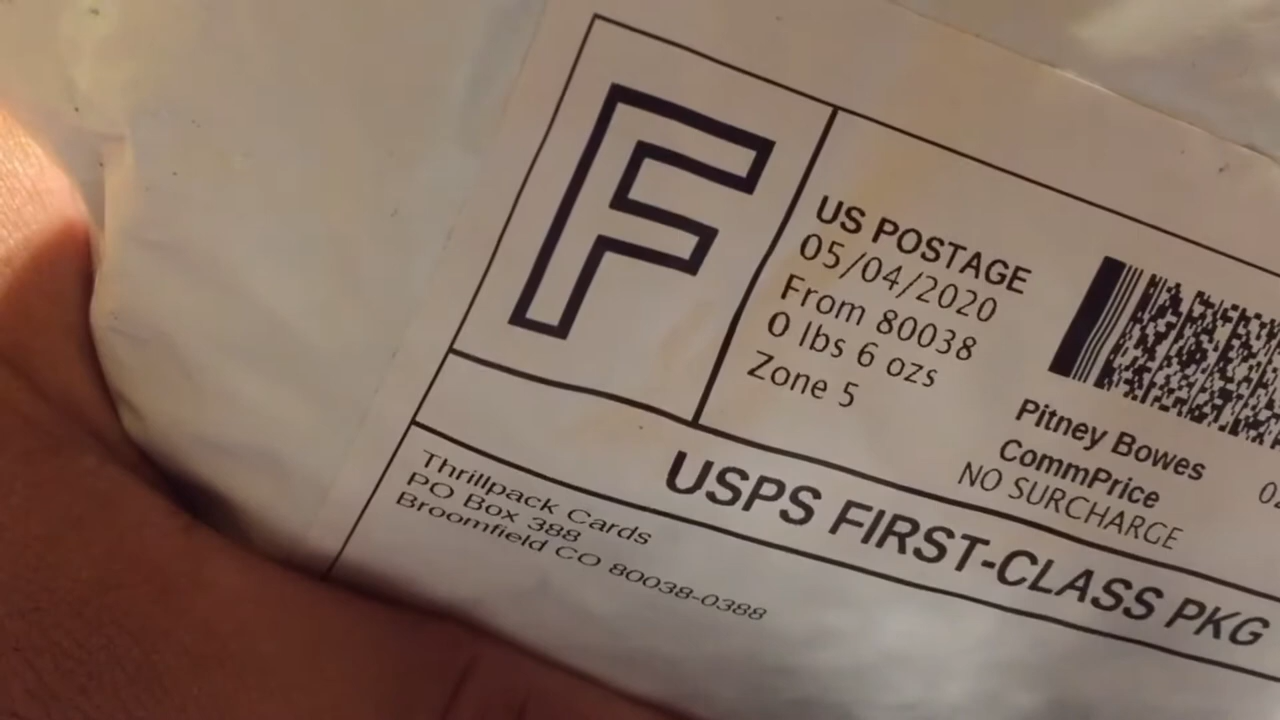 F
US POSTAGE
05/04/2020
From 80038
0 lbs 6 ozs
Zone 5
Pitney Bowes
CommPrice
NO SURCHARGE
USPS FIRST-CLASS PKG
Thrillpack Cards
PO Box 388
Broomfield CO 80038-0388